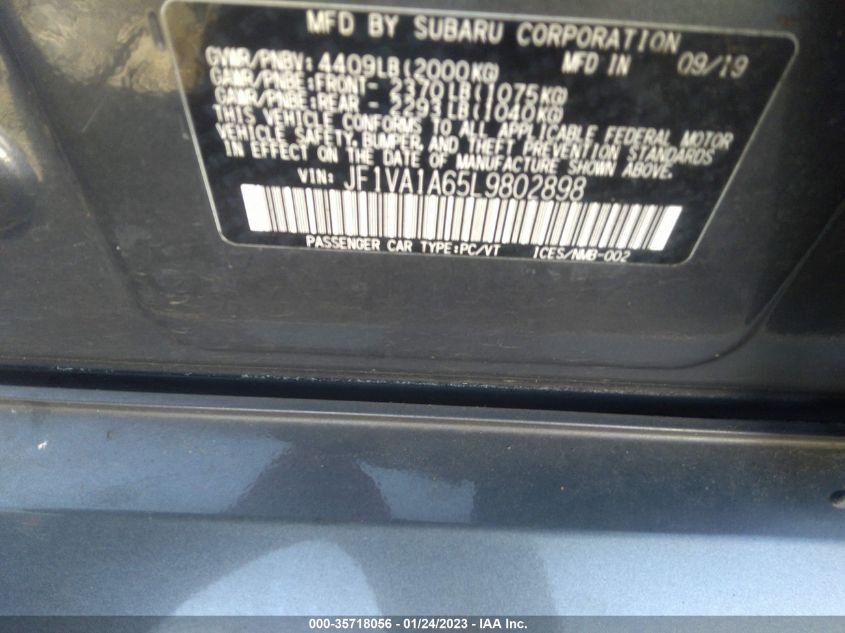 MFD BY SUBARU CORPORATION
GVWR/PNBV: 4409LB(2000KG) MFD IN 09/19
GAWR/PNBE:FRONT- 2370LB(1075KG)
GAWR/PNBE:REAR - 2293LB(1040KG)
THIS VEHICLE CONFORMS TO ALL APPLICABLE FEDERAL MOTOR
VEHICLE SAFETY, BUMPER, AND THEFT PREVENTION STANDARDS
IN EFFECT ON THE DATE OF MANUFACTURE SHOWN ABOVE.
VIN: JF1VA1A65L9802898
PASSENGER CAR TYPE:PC/VT ICES/NMB-002
000-35718056 - 01/24/2023 - IAA Inc.